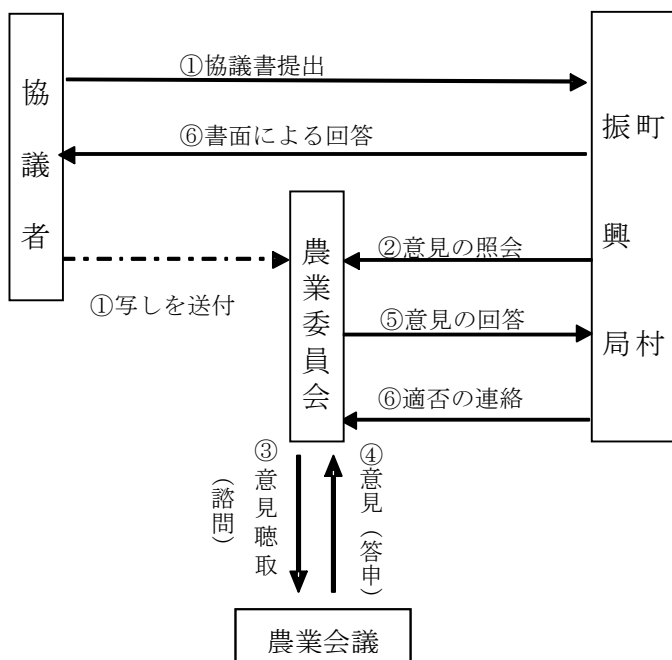 ①協議書提出
協議者
振興局
町村
⑥書面による回答
農業委員会
②意見の照会
①写しを送付
⑤意見の回答
⑥適否の連絡
③意見聴取
(諮問)
④意見(答申)
農業会議